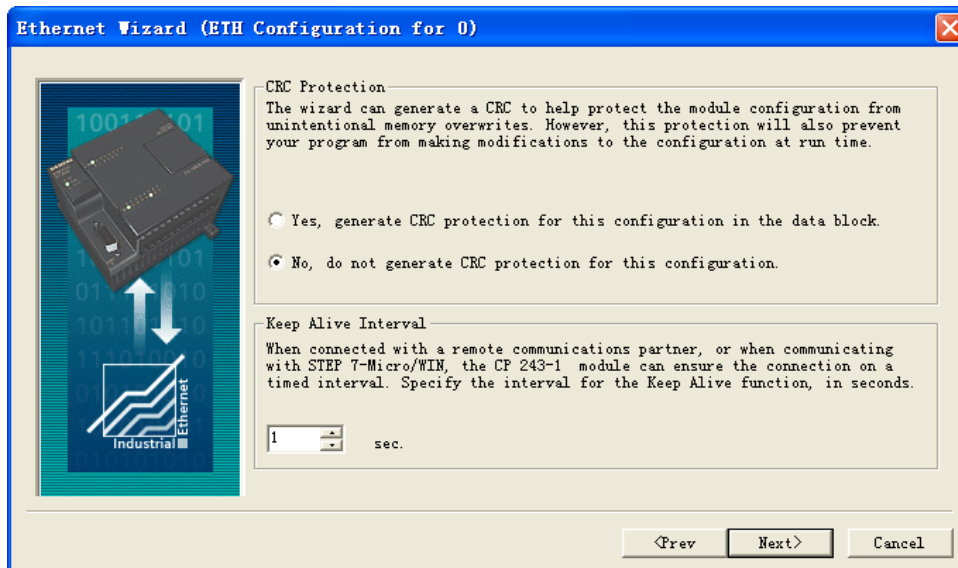 Ethernet Wizard (ETH Configuration for 0)
CRC Protection
The wizard can generate a CRC to help protect the module configuration from
unintentional memory overwrites. However, this protection will also prevent
your program from making modifications to the configuration at run time.
Yes, generate CRC protection for this configuration in the data block.
No, do not generate CRC protection for this configuration.
Keep Alive Interval
When connected with a remote communications partner, or when communicating
with STEP 7-Micro/WIN, the CP 243-1 module can ensure the connection on a
timed interval. Specify the interval for the Keep Alive function, in seconds.
1
sec.
Industrial
Ethernet
<Prev
Next>
Cancel